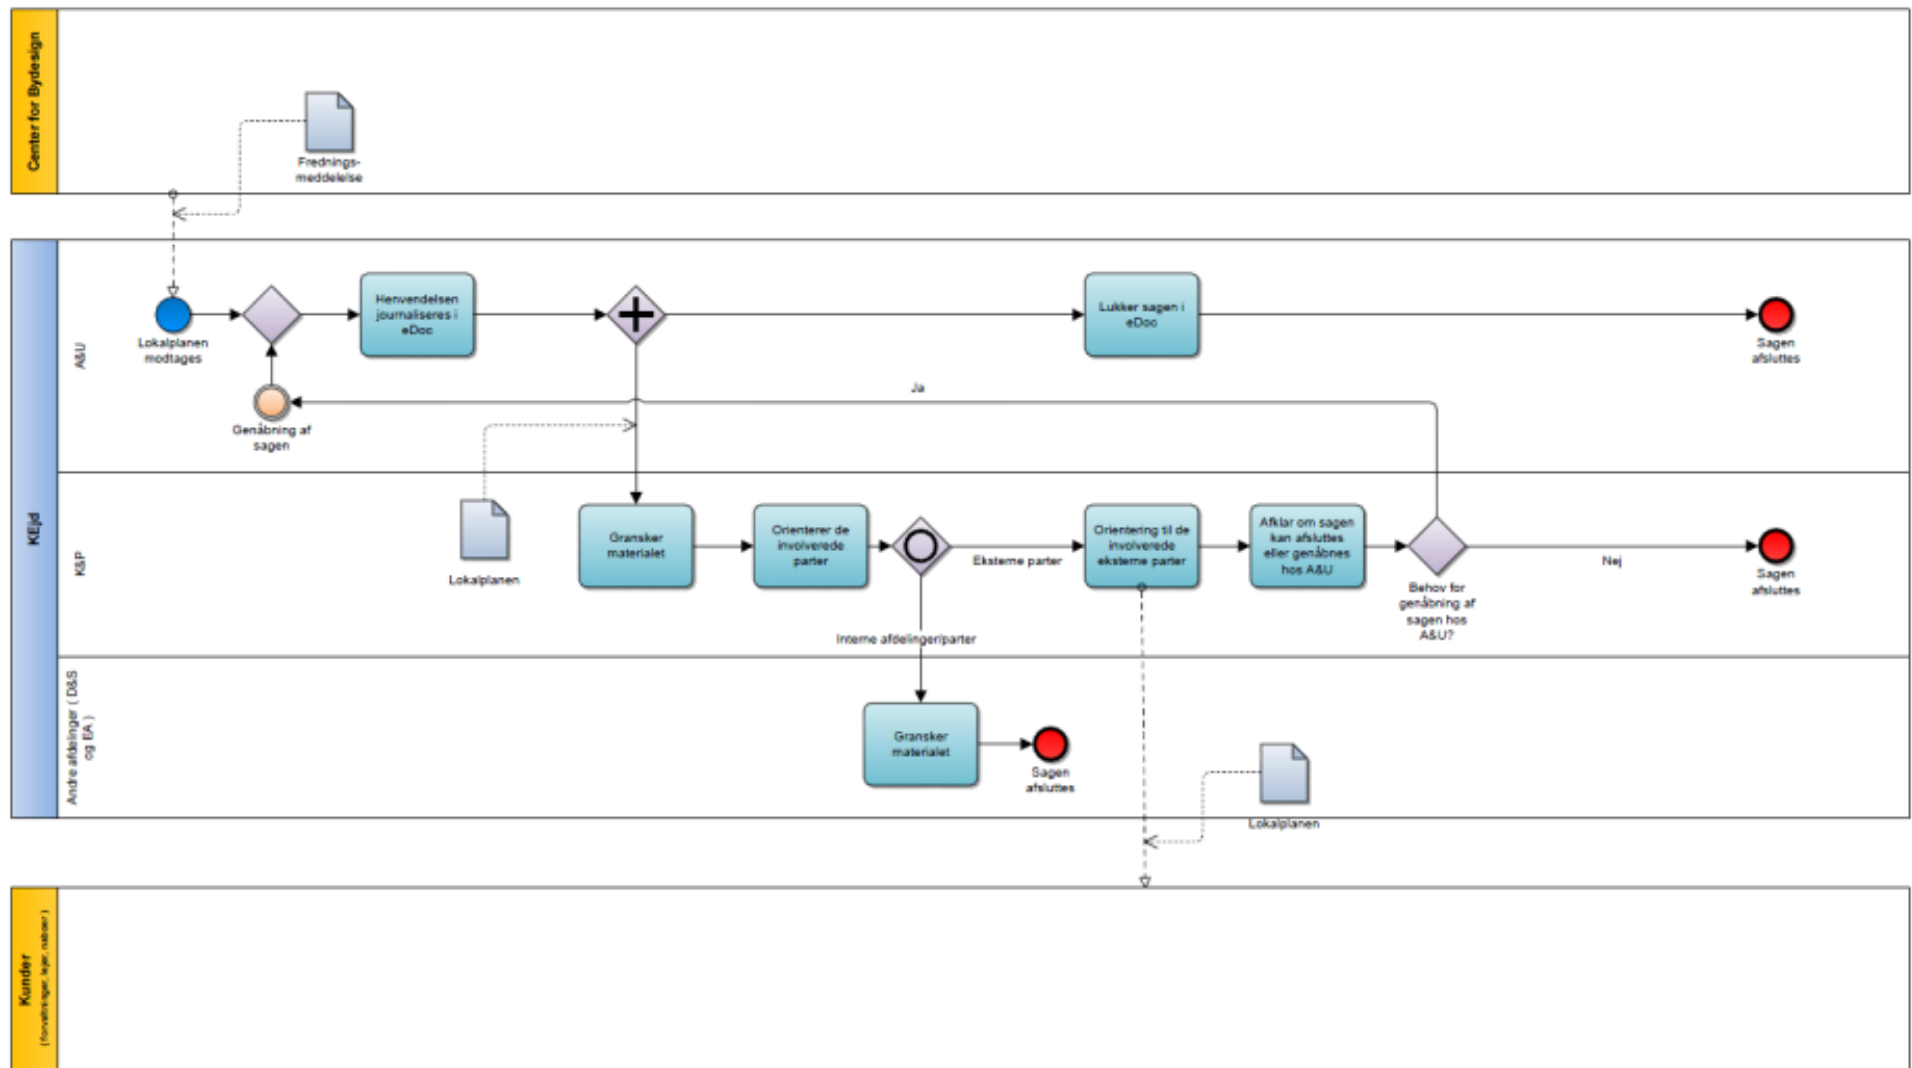 Center for Bydesign
Frednings-
meddelelse
KEjd
A&U
Lokalplanen
modtages
Henvendelsen
journaliseres i
eDoc
Lukker sagen i
eDoc
Sagen
afsluttes
Ja
Genåbning af
sagen
K&P
Lokalplanen
Gransker
materialet
Orienterer de
involverede
parter
Eksterne parter
Orientering til de
involverede
eksterne parter
Afklar om sagen
kan afsluttes
eller genåbnes
hos A&U
Behov for
genåbning af
sagen hos
A&U?
Nej
Sagen
afsluttes
Interne afdelinger/parter
Andre afdelinger ( D&S
og EA )
Gransker
materialet
Sagen
afsluttes
Lokalplanen
Kunder
( forvaltninger, lejer, naboer )